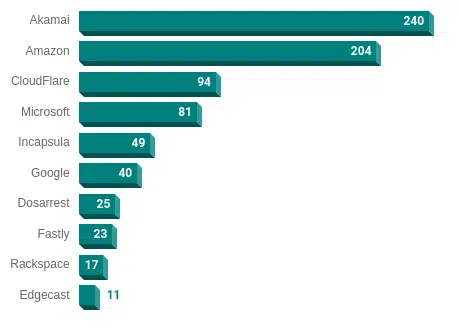 Akamai 240
Amazon 204
CloudFlare 94
Microsoft 81
Incapsula 49
Google 40
Dosarrest 25
Fastly 23
Rackspace 17
Edgecast 11